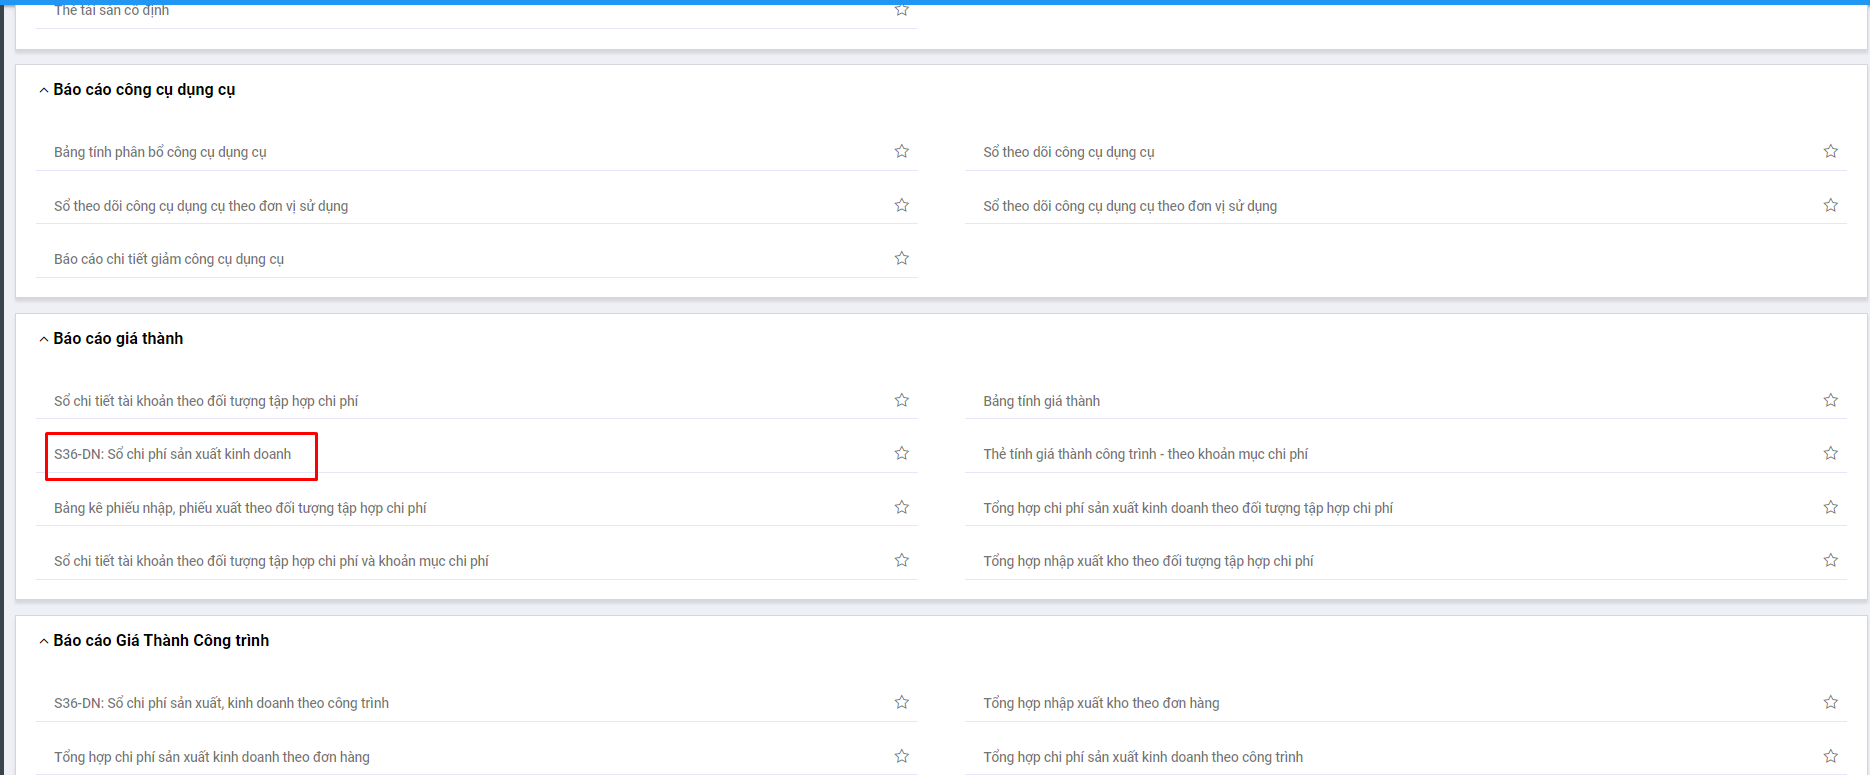 Thẻ tài sản cố định
Báo cáo công cụ dụng cụ
Bảng tính phân bổ công cụ dụng cụ
Sổ theo dõi công cụ dụng cụ
Sổ theo dõi công cụ dụng cụ theo đơn vị sử dụng
Sổ theo dõi công cụ dụng cụ theo đơn vị sử dụng
Báo cáo chi tiết giảm công cụ dụng cụ
Báo cáo giá thành
Sổ chi tiết tài khoản theo đối tượng tập hợp chi phí
Bảng tính giá thành
S36-DN: Sổ chi phí sản xuất kinh doanh
Thẻ tính giá thành công trình - theo khoản mục chi phí
Bảng kê phiếu nhập, phiếu xuất theo đối tượng tập hợp chi phí
Tổng hợp chi phí sản xuất kinh doanh theo đối tượng tập hợp chi phí
Sổ chi tiết tài khoản theo đối tượng tập hợp chi phí và khoản mục chi phí
Tổng hợp nhập xuất kho theo đối tượng tập hợp chi phí
Báo cáo Giá Thành Công trình
S36-DN: Sổ chi phí sản xuất, kinh doanh theo công trình
Tổng hợp nhập xuất kho theo đơn hàng
Tổng hợp chi phí sản xuất kinh doanh theo đơn hàng
Tổng hợp chi phí sản xuất kinh doanh theo công trình